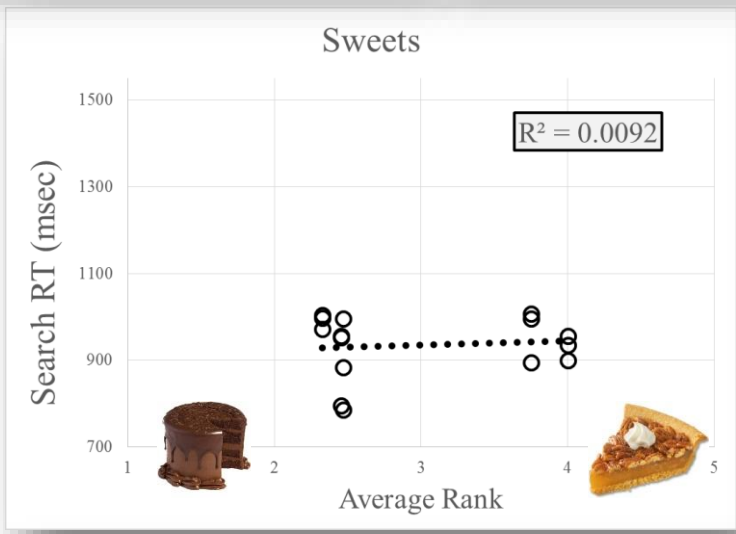 Sweets
1500
R² = 0.0092
1300
1100
900
700
Search RT (msec)
1 2 3 4 5
Average Rank